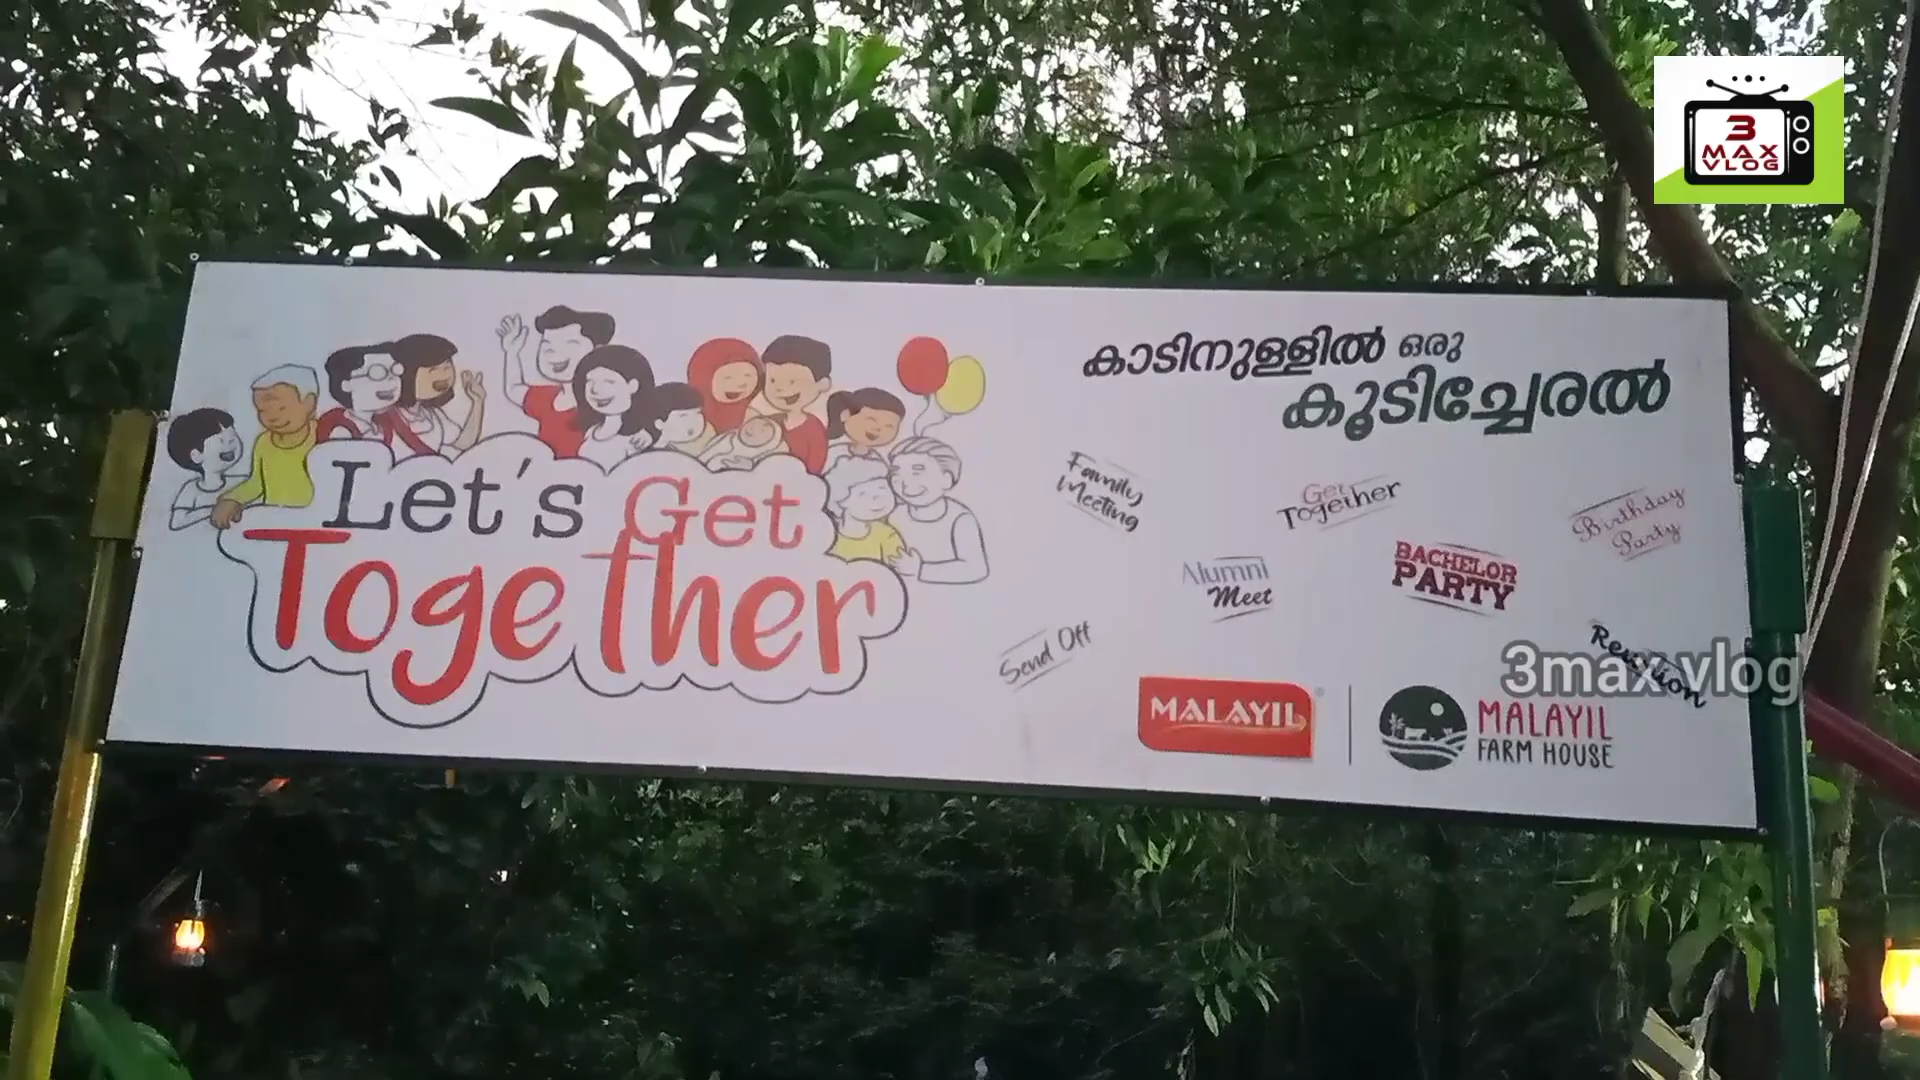 3
MAX
VLOG
Let's Get
Together
കാടിനുള്ളിൽ ഒരു
കൂടിച്ചേരൽ
Family
Meeting
Get
Together
Birthday
Party
Alumni
Meet
BACHELOR
PARTY
Send Off
3max vlog
MALAYIL
MALAYIL
FARM HOUSE